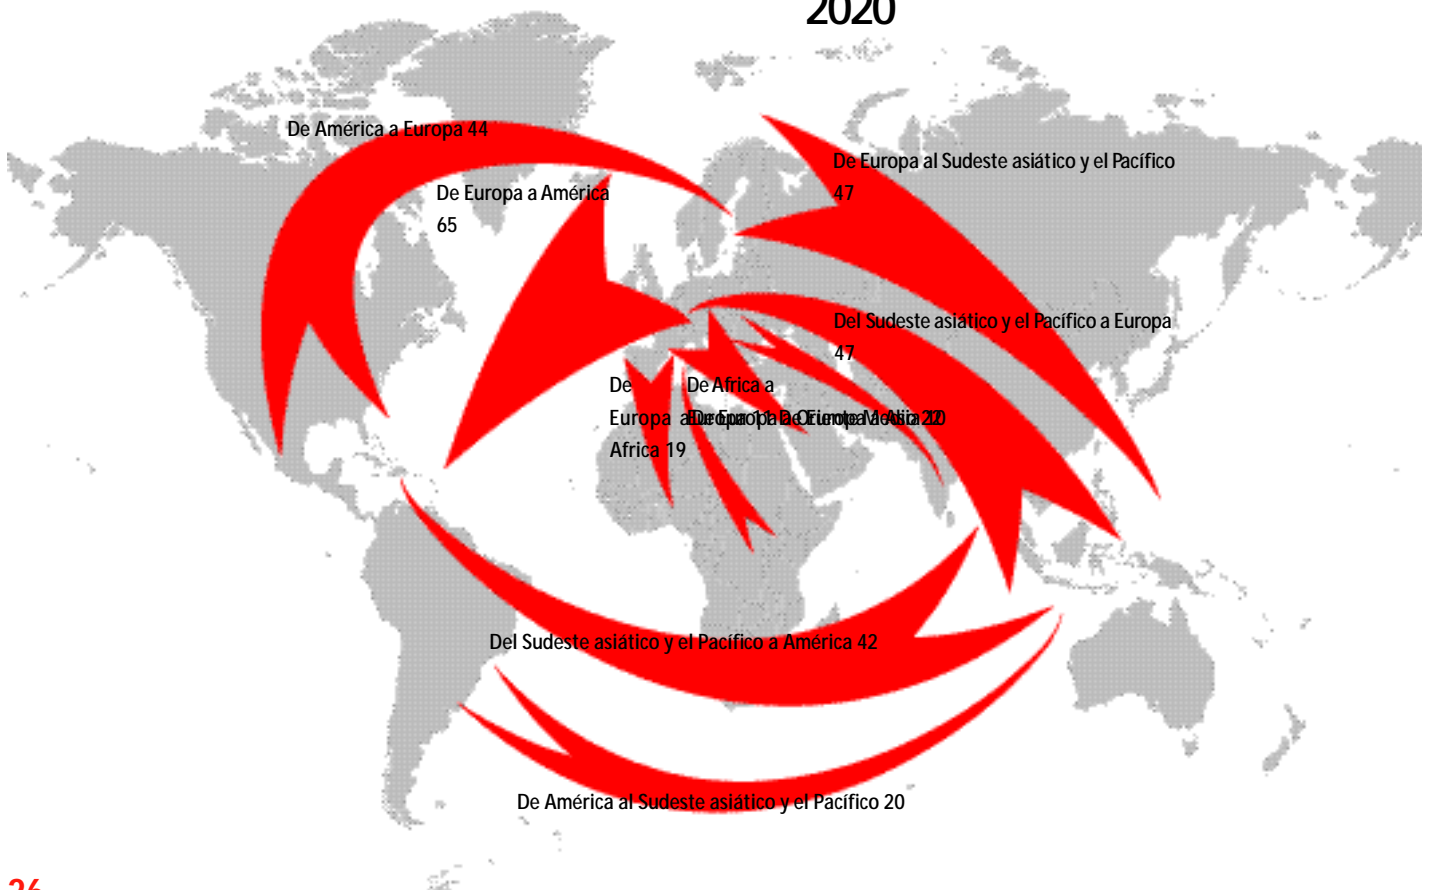 2020
De América a Europa 44
De Europa al Sudeste asiático y el Pacífico
47
De Europa a América
65
Del Sudeste asiático y el Pacífico a Europa
47
De
Europa a
Africa 19
De Africa a
Europa 11
Del Sudeste asiático y el Pacífico a América 42
De América al Sudeste asiático y el Pacífico 20
26